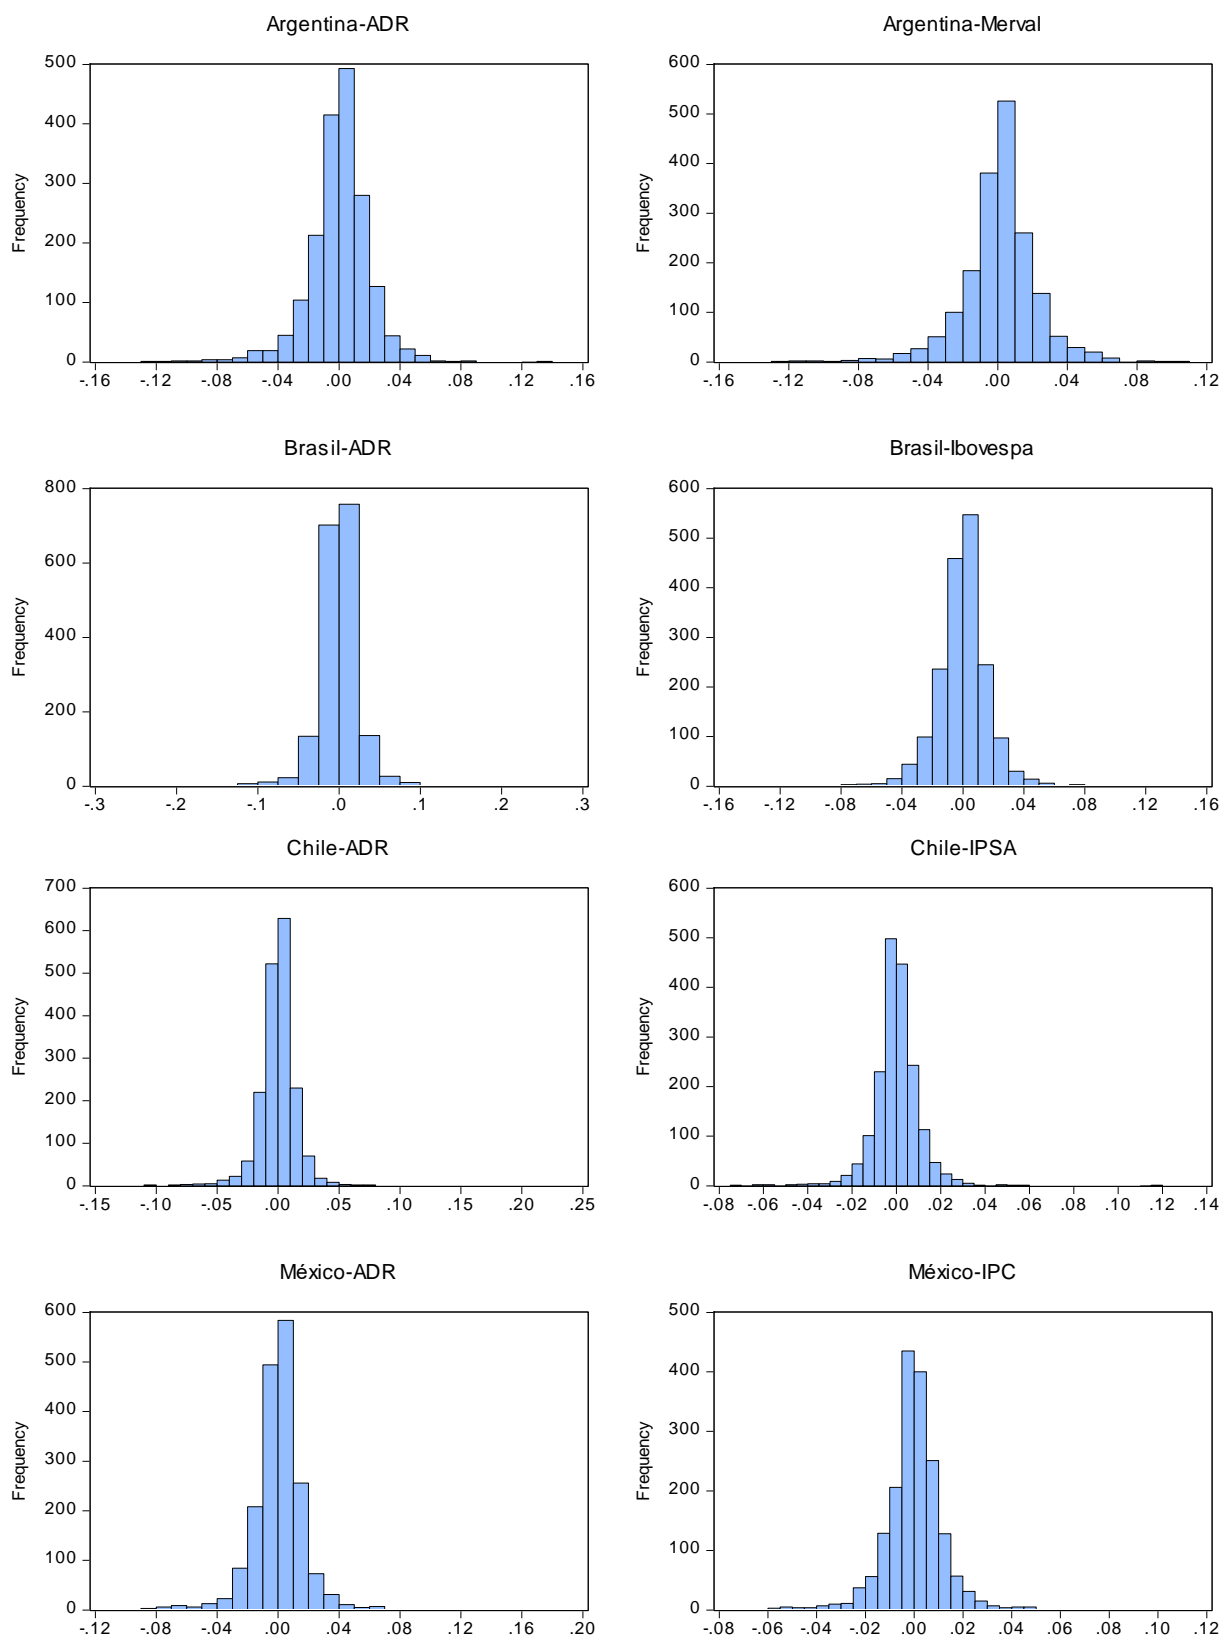 Argentina-ADR
500
400
300
200
100
0
Frequency
-.16 -.12 -.08 -.04 .00 .04 .08 .12 .16
Argentina-Merval
600
500
400
300
200
100
0
Frequency
-.16 -.12 -.08 -.04 .00 .04 .08 .12
Brasil-ADR
800
600
400
200
0
Frequency
-.3 -.2 -.1 .0 .1 .2 .3
Brasil-Ibovespa
600
500
400
300
200
100
0
Frequency
-.16 -.12 -.08 -.04 .00 .04 .08 .12 .16
Chile-ADR
700
600
500
400
300
200
100
0
Frequency
-.15 -.10 -.05 .00 .05 .10 .15 .20 .25
Chile-IPSA
600
500
400
300
200
100
0
Frequency
-.08 -.06 -.04 -.02 .00 .02 .04 .06 .08 .10 .12 .14
México-ADR
600
500
400
300
200
100
0
Frequency
-.12 -.08 -.04 .00 .04 .08 .12 .16 .20
México-IPC
500
400
300
200
100
0
Frequency
-.08 -.06 -.04 -.02 .00 .02 .04 .06 .08 .10 .12